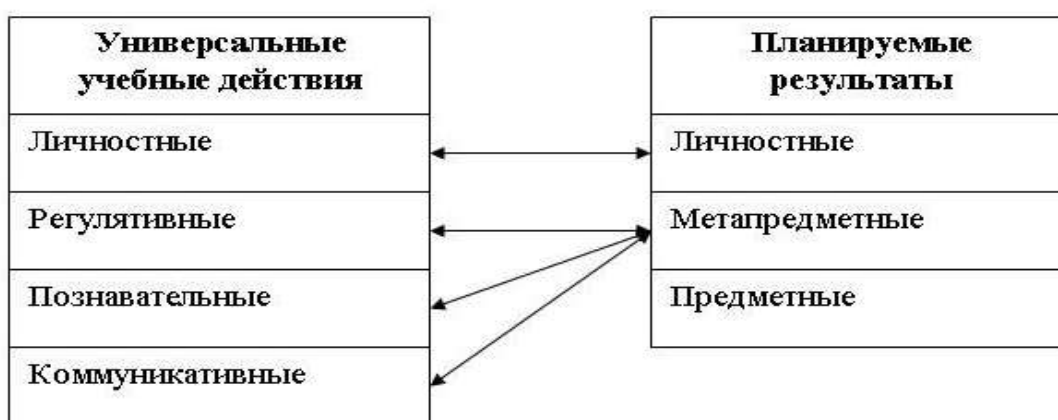 Универсальные
учебные действия
Личностные
Регулятивные
Познавательные
Коммуникативные
Планируемые
результаты
Личностные
Метапредметные
Предметные